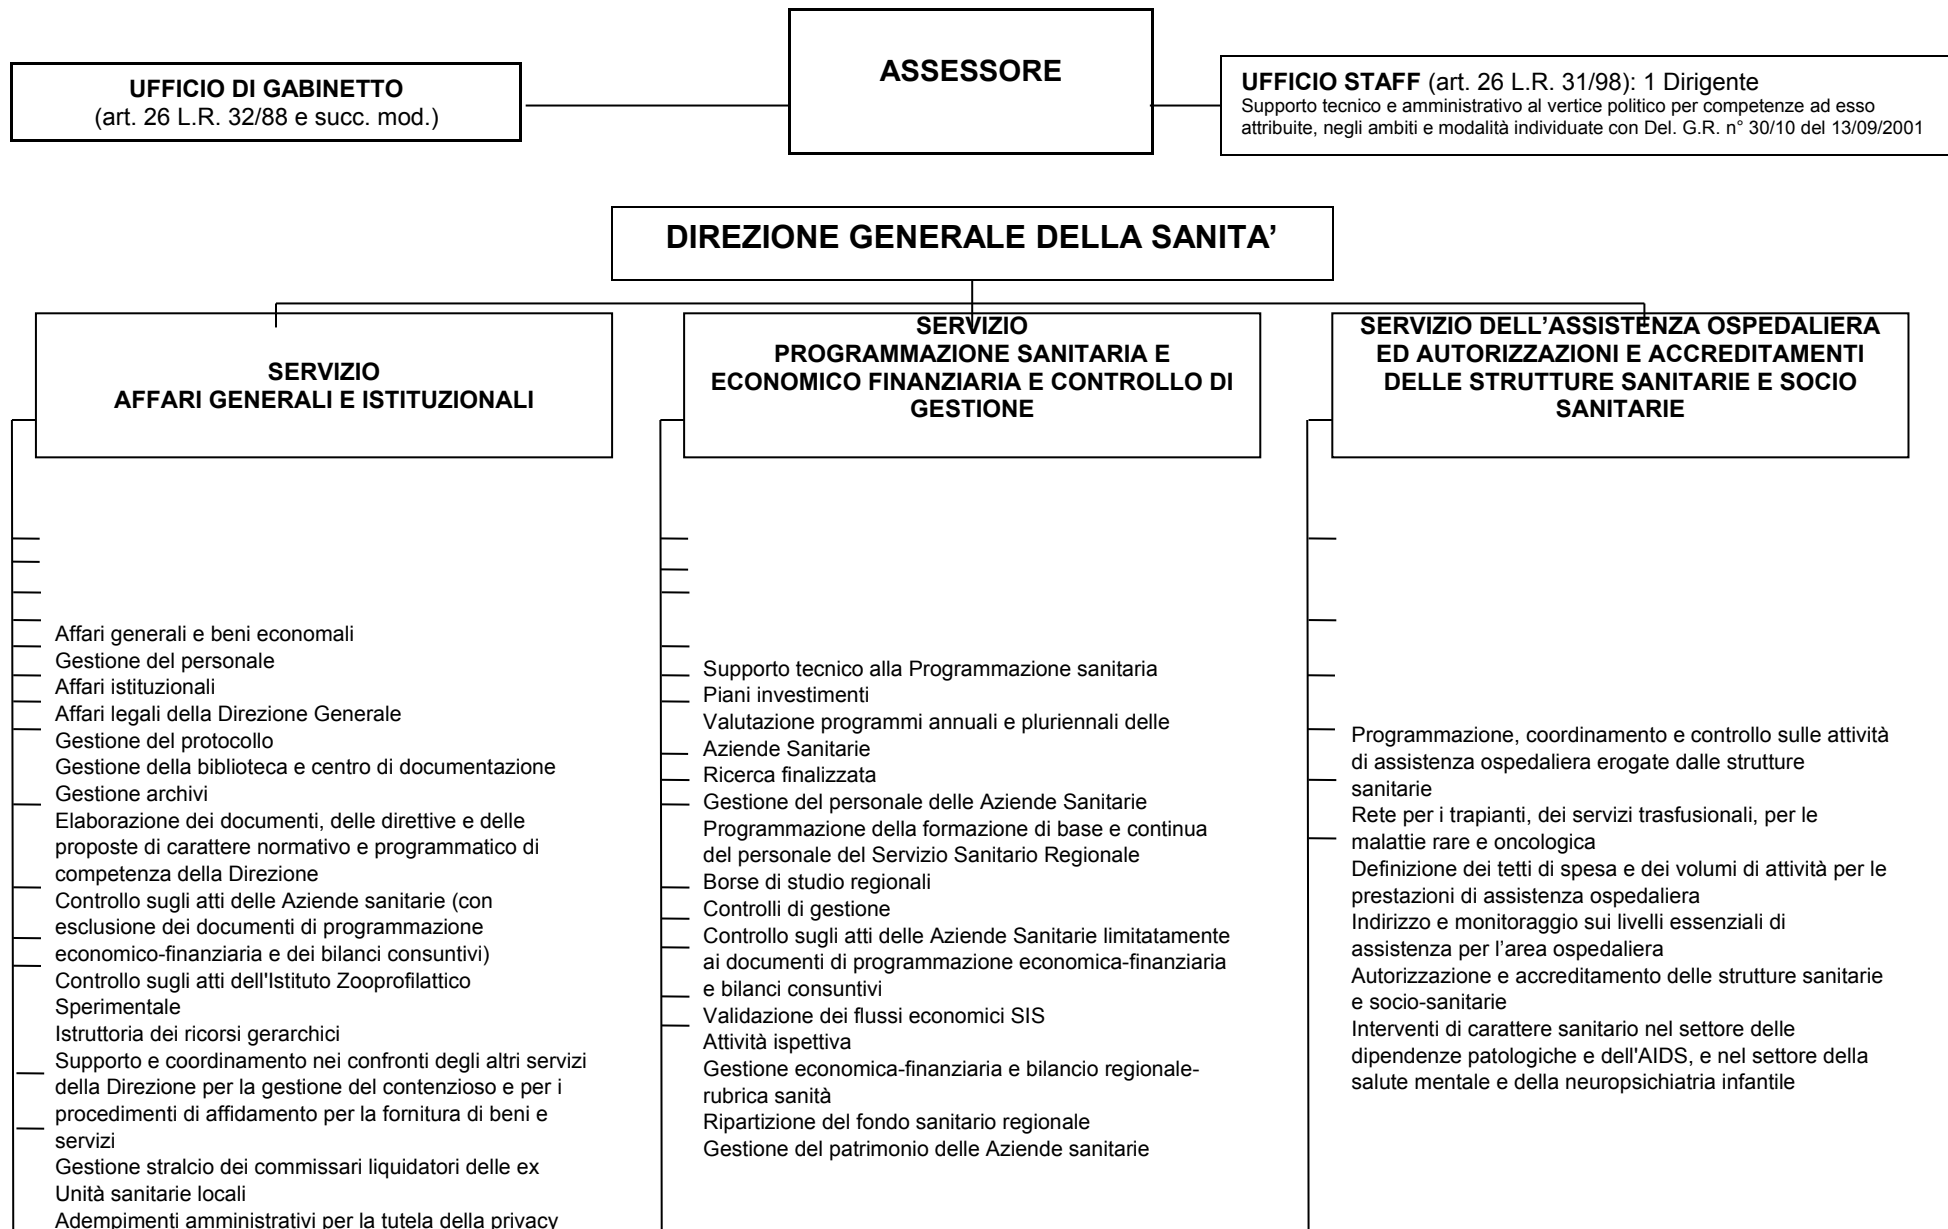 ASSESSORE
UFFICIO DI GABINETTO
(art. 26 L.R. 32/88 e succ. mod.)
UFFICIO STAFF (art. 26 L.R. 31/98): 1 Dirigente
Supporto tecnico e amministrativo al vertice politico per competenze ad esso
attribuite, negli ambiti e modalità individuate con Del. G.R. n° 30/10 del 13/09/2001
DIREZIONE GENERALE DELLA SANITA’
SERVIZIO
AFFARI GENERALI E ISTITUZIONALI
Affari generali e beni economali
Gestione del personale
Affari istituzionali
Affari legali della Direzione Generale
Gestione del protocollo
Gestione della biblioteca e centro di documentazione
Gestione archivi
Elaborazione dei documenti, delle direttive e delle
proposte di carattere normativo e programmatico di
competenza della Direzione
Controllo sugli atti delle Aziende sanitarie (con
esclusione dei documenti di programmazione
economico-finanziaria e dei bilanci consuntivi)
Controllo sugli atti dell'Istituto Zooprofilattico
Sperimentale
Istruttoria dei ricorsi gerarchici
Supporto e coordinamento nei confronti degli altri servizi
della Direzione per la gestione del contenzioso e per i
procedimenti di affidamento per la fornitura di beni e
servizi
Gestione stralcio dei commissari liquidatori delle ex
Unità sanitarie locali
Adempimenti amministrativi per la tutela della privacy
SERVIZIO
PROGRAMMAZIONE SANITARIA E
ECONOMICO FINANZIARIA E CONTROLLO DI
GESTIONE
Supporto tecnico alla Programmazione sanitaria
Piani investimenti
Valutazione programmi annuali e pluriennali delle
Aziende Sanitarie
Ricerca finalizzata
Gestione del personale delle Aziende Sanitarie
Programmazione della formazione di base e continua
del personale del Servizio Sanitario Regionale
Borse di studio regionali
Controlli di gestione
Controllo sugli atti delle Aziende Sanitarie limitatamente
ai documenti di programmazione economica-finanziaria
e bilanci consuntivi
Validazione dei flussi economici SIS
Attività ispettiva
Gestione economica-finanziaria e bilancio regionale-
rubrica sanità
Ripartizione del fondo sanitario regionale
Gestione del patrimonio delle Aziende sanitarie
SERVIZIO DELL’ASSISTENZA OSPEDALIERA
ED AUTORIZZAZIONI E ACCREDITAMENTI
DELLE STRUTTURE SANITARIE E SOCIO
SANITARIE
Programmazione, coordinamento e controllo sulle attività
di assistenza ospedaliera erogate dalle strutture
sanitarie
Rete per i trapianti, dei servizi trasfusionali, per le
malattie rare e oncologica
Definizione dei tetti di spesa e dei volumi di attività per le
prestazioni di assistenza ospedaliera
Indirizzo e monitoraggio sui livelli essenziali di
assistenza per l’area ospedaliera
Autorizzazione e accreditamento delle strutture sanitarie
e socio-sanitarie
Interventi di carattere sanitario nel settore delle
dipendenze patologiche e dell'AIDS, e nel settore della
salute mentale e della neuropsichiatria infantile